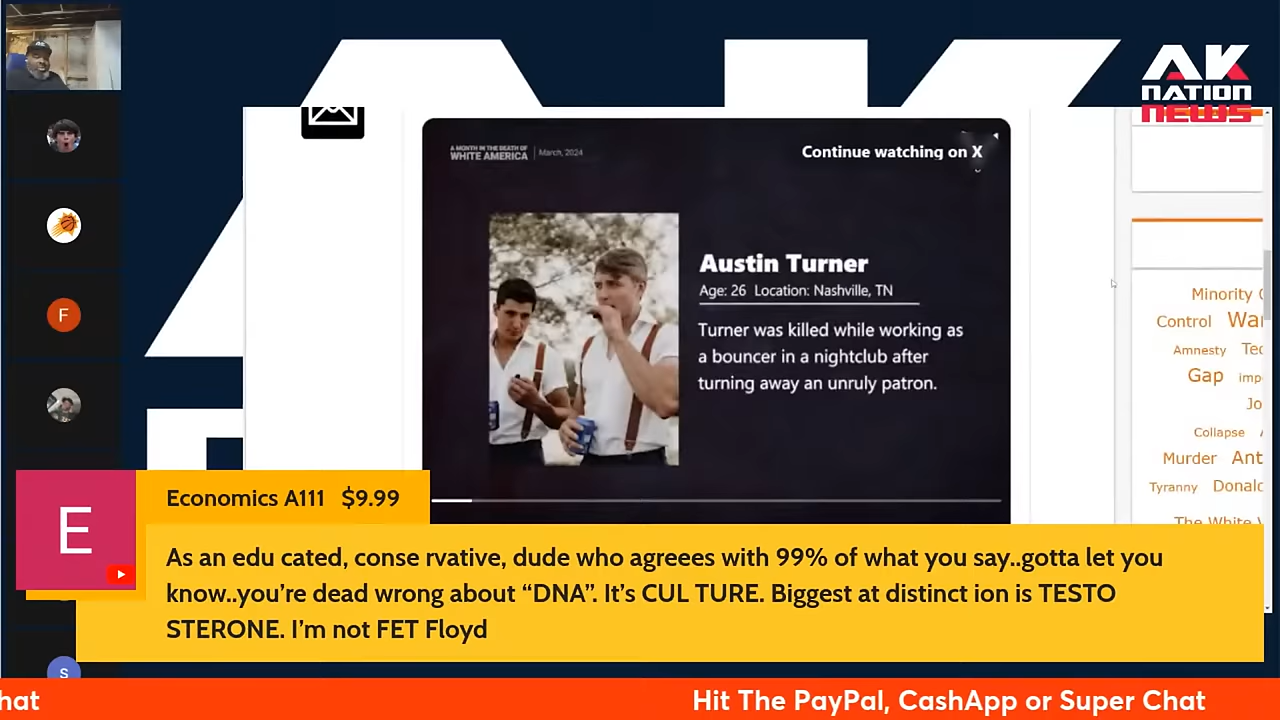 AK
NATION
NEWS
A MONTH IN THE DEATH OF
WHITE AMERICA | March, 2024
Continue watching on X
Austin Turner
Age: 26 Location: Nashville, TN
Turner was killed while working as
a bouncer in a nightclub after
turning away an unruly patron.
Minority
Control
Amnesty
Gap
Collapse
Murder
Tyranny
The White
F
E
Economics A111 $9.99
As an edu cated, conse rvative, dude who agreees with 99% of what you say..gotta let you
know..you're dead wrong about “DNA”. It's CUL TURE. Biggest at distinct ion is TESTO
STERONE. I'm not FET Floyd
S
hat
Hit The PayPal, CashApp or Super Chat